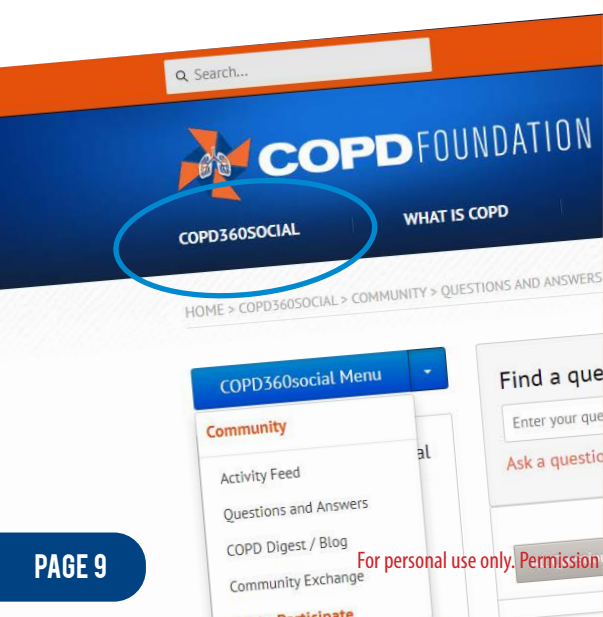 Search...
COPD FOUNDATION
COPD360SOCIAL
WHAT IS COPD
HOME > COPD360SOCIAL > COMMUNITY > QUESTIONS AND ANSWERS
COPD360social Menu
Find a que
Community
Enter your que
al
Ask a questio
Activity Feed
Questions and Answers
COPD Digest / Blog
Community Exchange
Participate
PAGE 9
For personal use only. Permission